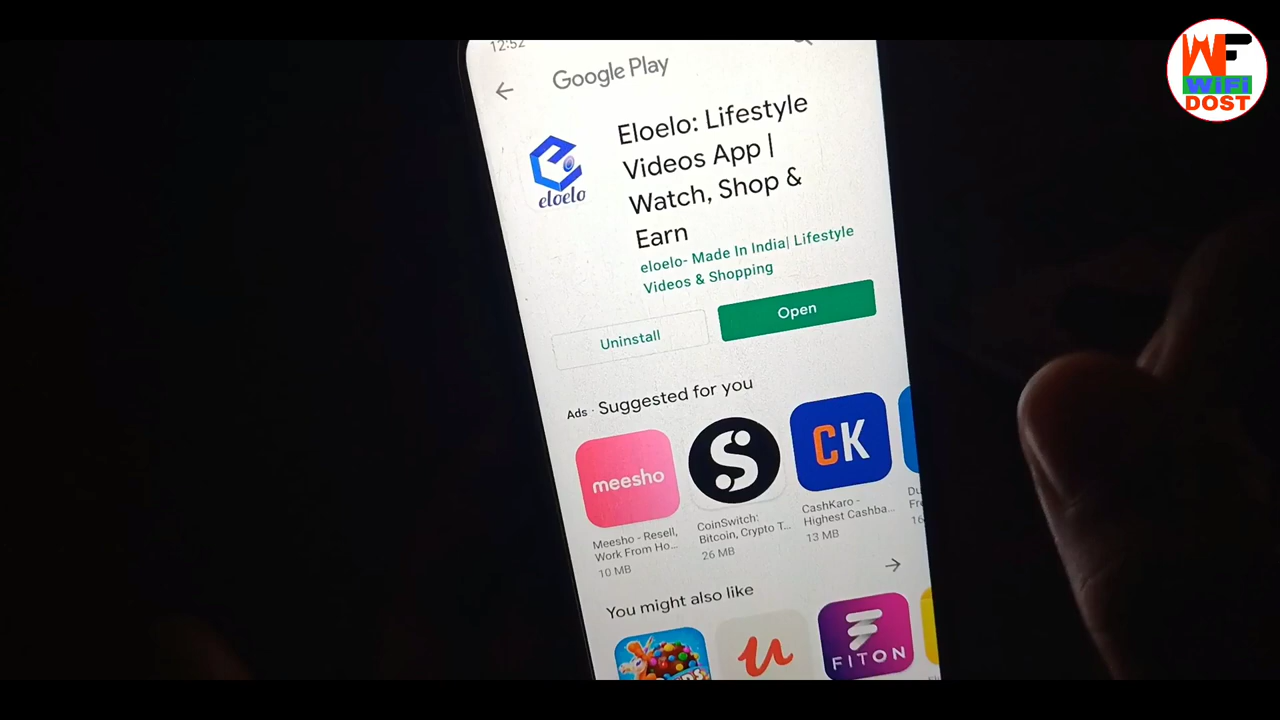 12:52
Google Play
WF
WiFi
DOST
Eloelo: Lifestyle
Videos App |
Watch, Shop &
Earn
eloelo
eloelo- Made In India| Lifestyle
Videos & Shopping
Uninstall
Open
Ads · Suggested for you
meesho
S
CK
Meesho - Resell,
Work From Ho...
10 MB
CoinSwitch:
Bitcoin, Crypto T...
26 MB
CashKaro -
Highest Cashba...
13 MB
You might also like
u
FITON